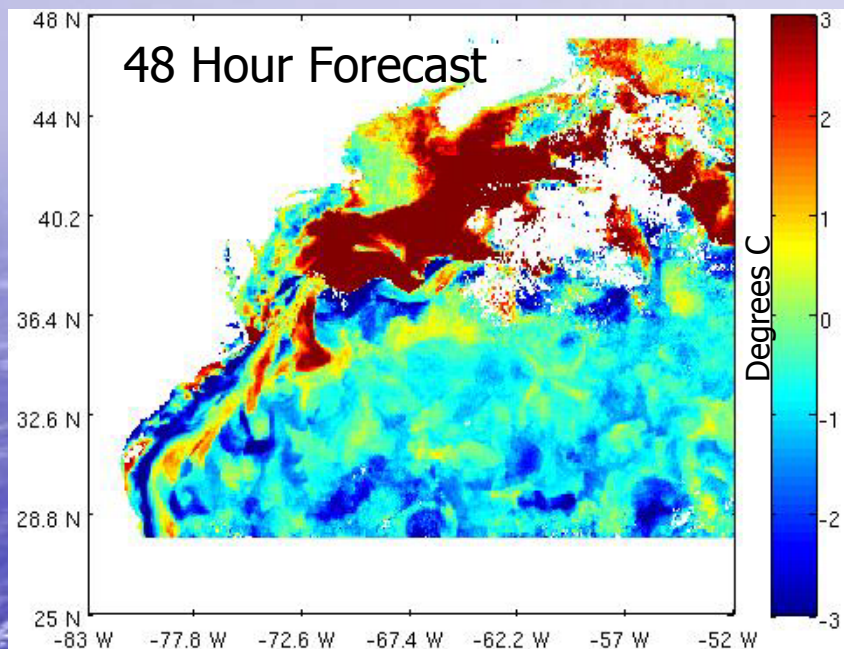 48 Hour Forecast
48 N
44 N
40.2
36.4 N
32.6
28.8 N
25 N
-83 W
-77.8 W
-72.6 W
-67.4 W
-62.2 W
-57 W
-52 W
Degrees C
3
2
1
0
-1
-2
-3